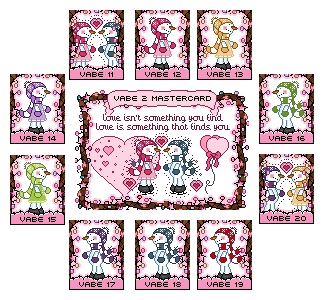 VABE 11
VABE 12
VABE 13
VABE 2 MASTERCARD
love isn't something you find
love is something that finds you
VABE 14
VABE 16
VABE 15
VABE 20
VABE 17
VABE 18
VABE 19